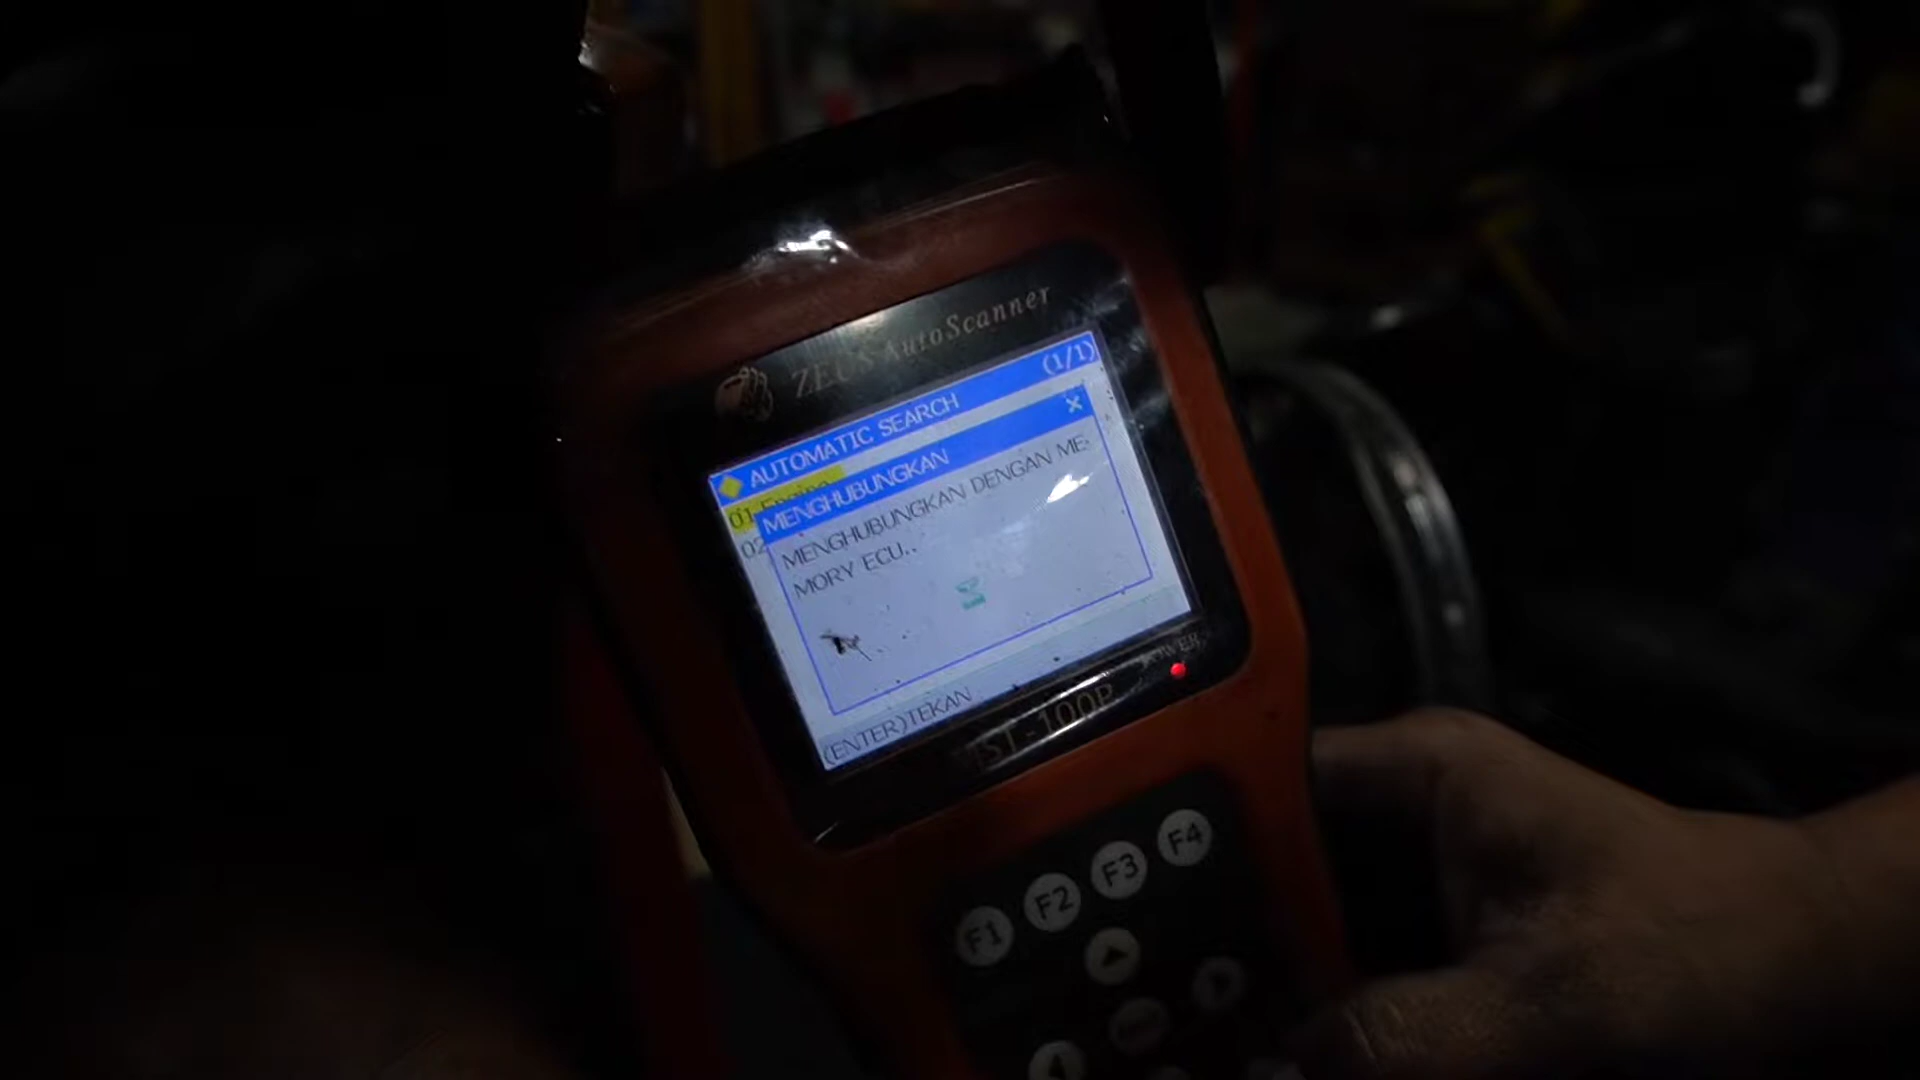 ZEUS AutoScanner
AUTOMATIC SEARCH (1/1)
01 Engine
MENGHUBUNGKAN X
02
MENGHUBUNGKAN DENGAN ME
MORY ECU..
(ENTER)TEKAN
POWER
-100P
F1 F2 F3 F4